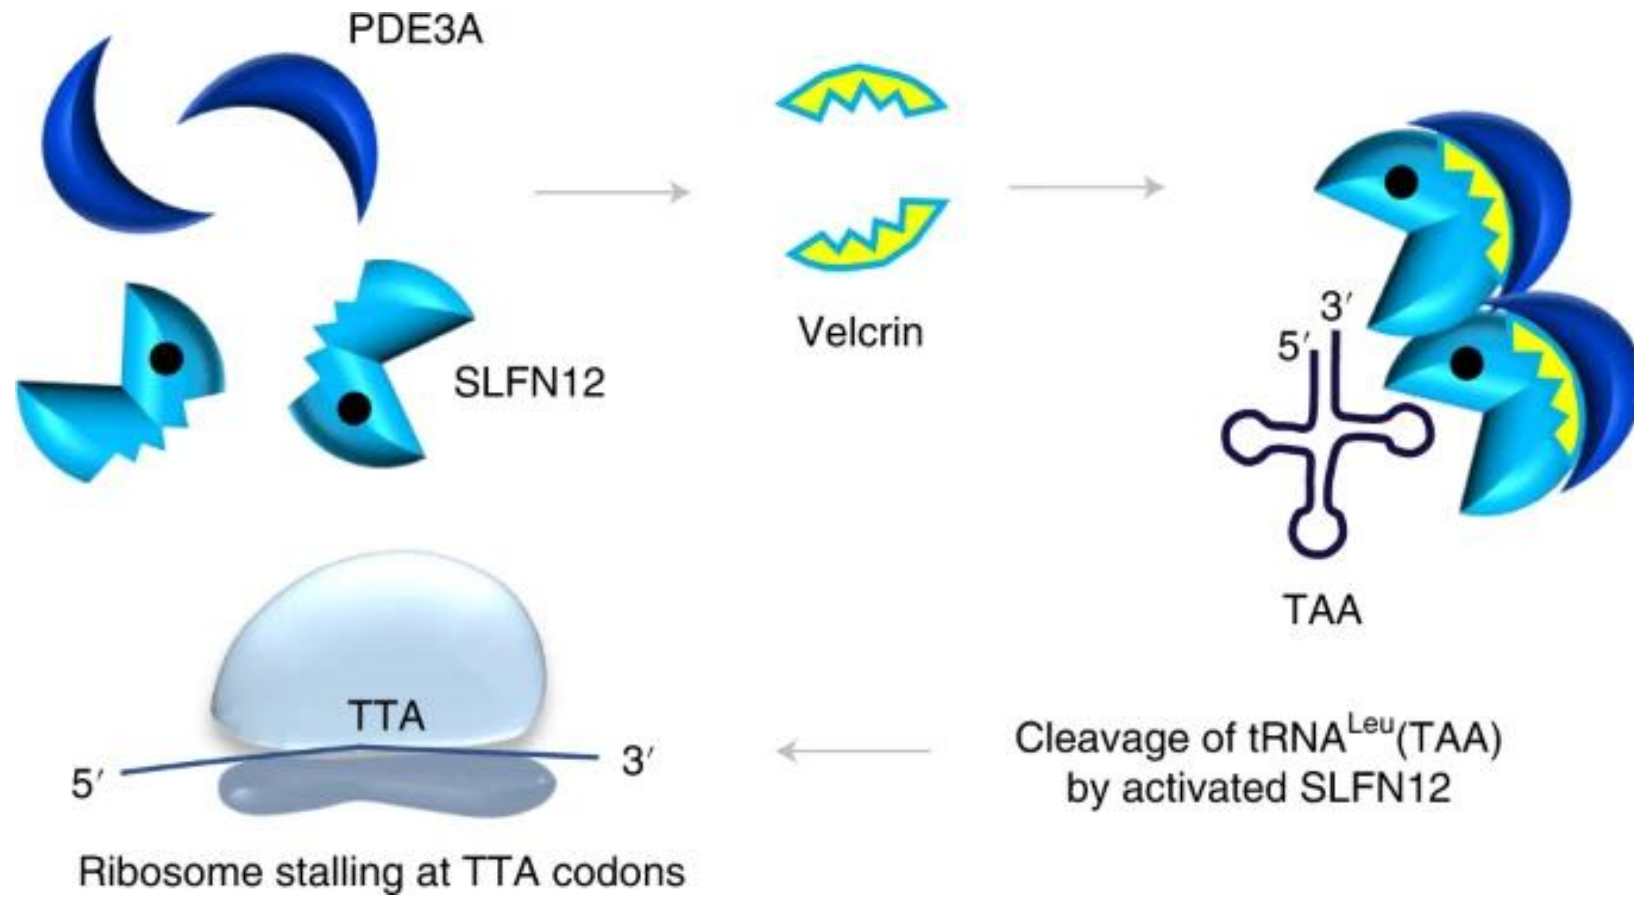 PDE3A
SLFN12
Velcrin
3′
5′
TAA
Cleavage of tRNA^Leu(TAA)
by activated SLFN12
TTA
5′
3′
Ribosome stalling at TTA codons